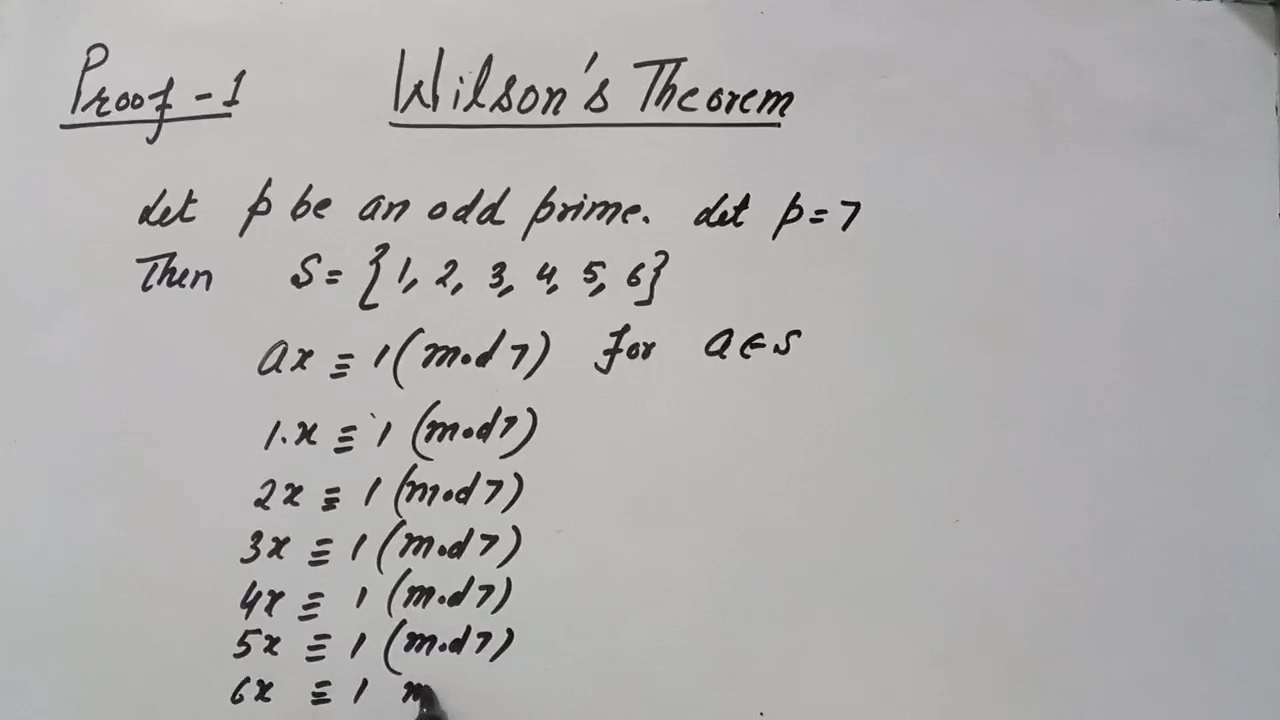 Proof - 1 Wilson's Theorem
Let p be an odd prime. Let p = 7
Then S = {1, 2, 3, 4, 5, 6}
ax ≡ 1 (mod 7) for a ∈ S
1.x ≡ 1 (mod 7)
2x ≡ 1 (mod 7)
3x ≡ 1 (mod 7)
4x ≡ 1 (mod 7)
5x ≡ 1 (mod 7)
6x ≡ 1 m